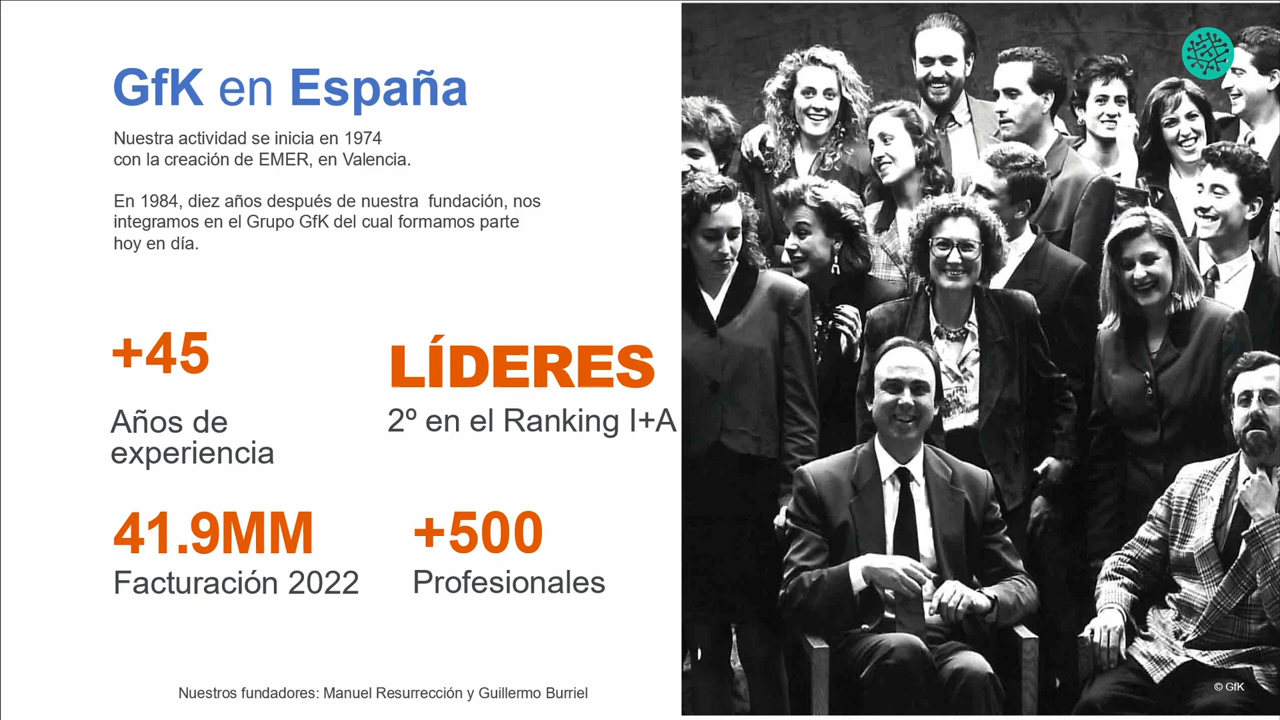 GfK en España
Nuestra actividad se inicia en 1974
con la creación de EMER, en Valencia.
En 1984, diez años después de nuestra  fundación, nos
integramos en el Grupo GfK del cual formamos parte
hoy en día.
+45
Años de
experiencia
LÍDERES
2º en el Ranking I+A
41.9MM
Facturación 2022
+500
Profesionales
Nuestros fundadores: Manuel Resurrección y Guillermo Burriel
© GfK